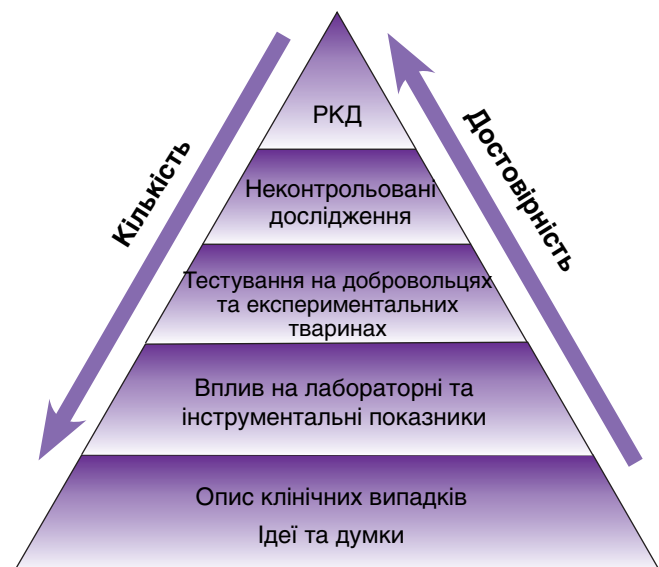 РКД
Кількість
Достовірність
Неконтрольовані
дослідження
Тестування на добровольцях
та експериментальних
тваринах
Вплив на лабораторні та
інструментальні показники
Опис клінічних випадків
Ідеї та думки